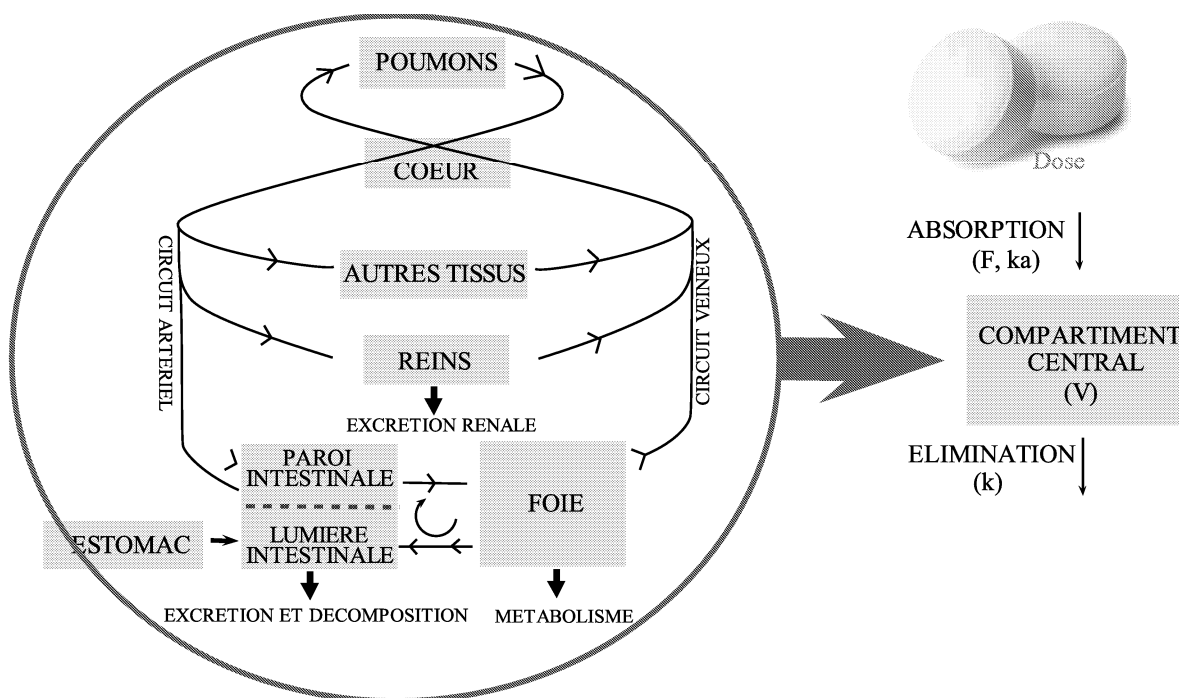 POUMONS
COEUR
CIRCUIT ARTERIEL
AUTRES TISSUS
CIRCUIT VEINEUX
REINS
EXCRETION RENALE
PAROI
INTESTINALE
FOIE
ESTOMAC
LUMIERE
INTESTINALE
EXCRETION ET DECOMPOSITION
METABOLISME
Dose
ABSORPTION
(F, ka)
COMPARTIMENT
CENTRAL
(V)
ELIMINATION
(k)